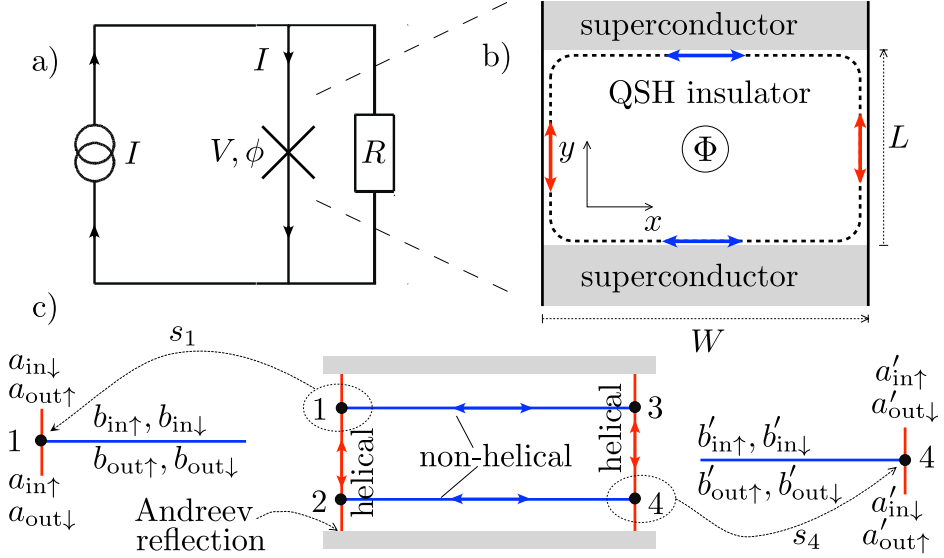 a)
I
I
V, ϕ
R
b)
superconductor
QSH insulator
Φ
y
x
L
superconductor
W
c)
s₁
a_in↓
a_out↑
1
b_in↑, b_in↓
b_out↑, b_out↓
a_in↑
a_out↓
1
3
helical
non-helical
helical
2
4
Andreev
reflection
s₄
a′_in↑
a′_out↓
b′_in↑, b′_in↓
4
b′_out↑, b′_out↓
a′_in↓
a′_out↑